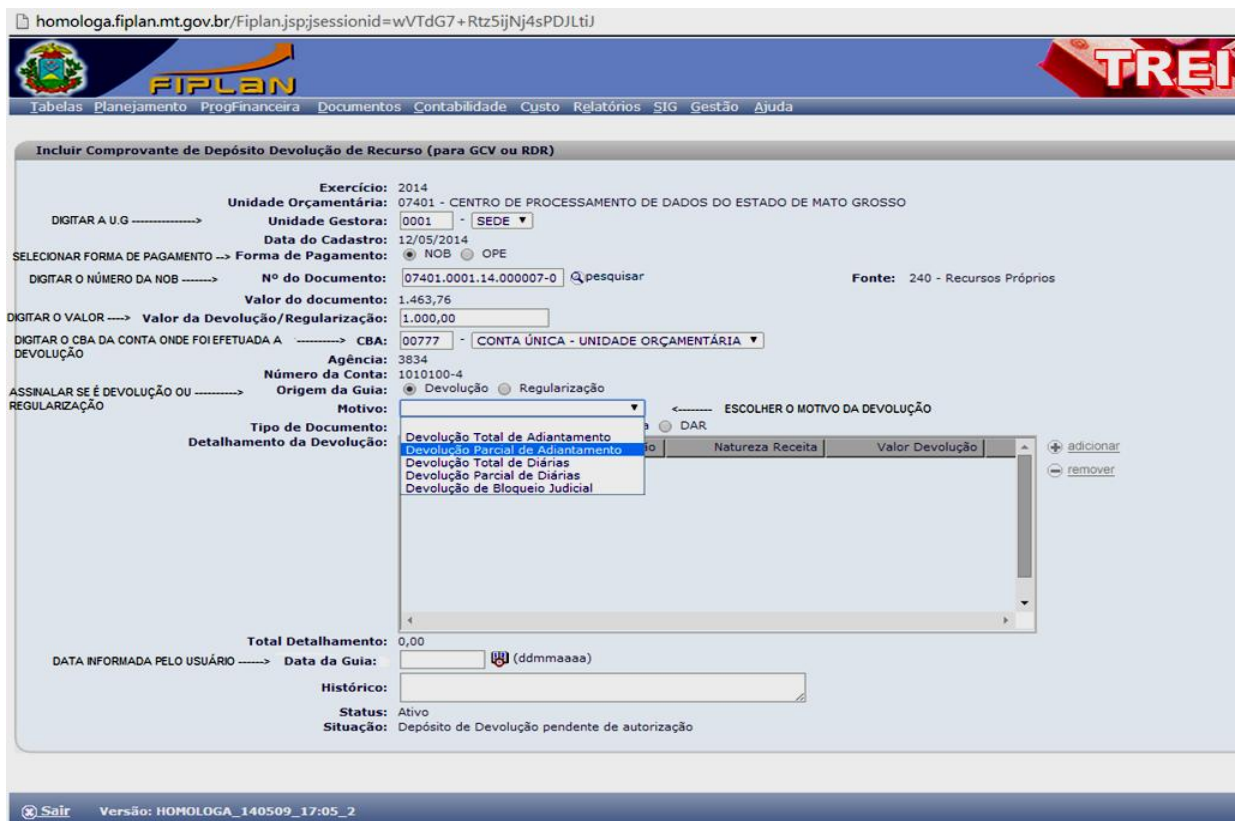 homologa.fiplan.mt.gov.br/Fiplan.jsp;jsessionid=wVTdG7+Rtz5ijNj4sPDJLtiJ
FIPLAN
TREI
Tabelas Planejamento ProgFinanceira Documentos Contabilidade Custo Relatórios SIG Gestão Ajuda
Incluir Comprovante de Depósito Devolução de Recurso (para GCV ou RDR)
Exercício: 2014
Unidade Orçamentária: 07401 - CENTRO DE PROCESSAMENTO DE DADOS DO ESTADO DE MATO GROSSO
DIGITAR A U.G ---------------> Unidade Gestora: 0001 - SEDE
Data do Cadastro: 12/05/2014
SELECIONAR FORMA DE PAGAMENTO --> Forma de Pagamento: NOB OPE
DIGITAR O NÚMERO DA NOB -------> Nº do Documento: 07401.0001.14.000007-0 pesquisar Fonte: 240 - Recursos Próprios
Valor do documento: 1.463,76
DIGITAR O VALOR ----> Valor da Devolução/Regularização: 1.000,00
DIGITAR O CBA DA CONTA ONDE FOI EFETUADA A ----------> CBA: 00777 - CONTA ÚNICA - UNIDADE ORÇAMENTÁRIA
DEVOLUÇÃO
Agência: 3834
Número da Conta: 1010100-4
ASSINALAR SE É DEVOLUÇÃO OU ----------> Origem da Guia: Devolução Regularização
REGULARIZAÇÃO
Motivo: <-------- ESCOLHER O MOTIVO DA DEVOLUÇÃO
Tipo de Documento: a DAR
Devolução Total de Adiantamento
Detalhamento da Devolução: Devolução Parcial de Adiantamento ão Natureza Receita Valor Devolução adicionar
Devolução Total de Diárias
remover
Devolução Parcial de Diárias
Devolução de Bloqueio Judicial
Total Detalhamento: 0,00
DATA INFORMADA PELO USUÁRIO ------> Data da Guia: (ddmmaaaa)
Histórico:
Status: Ativo
Situação: Depósito de Devolução pendente de autorização
Sair Versão: HOMOLOGA_140509_17:05_2